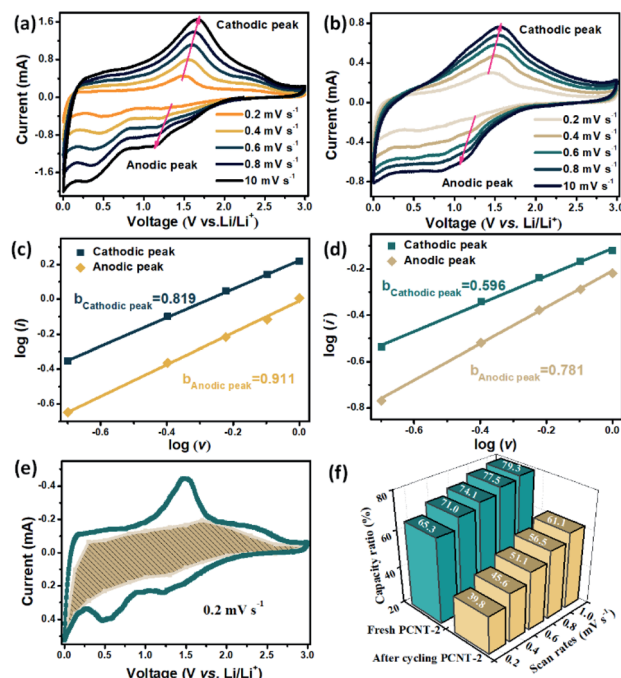 (a)
Cathodic peak
Anodic peak
0.2 mV s⁻¹
0.4 mV s⁻¹
0.6 mV s⁻¹
0.8 mV s⁻¹
10 mV s⁻¹
Current (mA)
1.6
0.8
0.0
-0.8
-1.6
0.0 0.5 1.0 1.5 2.0 2.5 3.0
Voltage (V vs.Li/Li⁺)
(b)
Cathodic peak
Anodic peak
0.2 mV s⁻¹
0.4 mV s⁻¹
0.6 mV s⁻¹
0.8 mV s⁻¹
10 mV s⁻¹
Current (mA)
0.8
0.4
0.0
-0.4
-0.8
0.0 0.5 1.0 1.5 2.0 2.5 3.0
Voltage (V vs. Li/Li⁺)
(c)
Cathodic peak
Anodic peak
b Cathodic peak=0.819
b Anodic peak=0.911
log (i)
0.2
0.0
-0.2
-0.4
-0.6
-0.6 -0.4 -0.2 0.0
log (v)
(d)
Cathodic peak
Anodic peak
b Cathodic peak=0.596
b Anodic peak=0.781
log (i)
-0.2
-0.4
-0.6
-0.8
-0.6 -0.4 -0.2 0.0
log (v)
(e)
0.2 mV s⁻¹
Current (mA)
-0.4
-0.2
0.0
0.2
0.4
0.0 0.5 1.0 1.5 2.0 2.5 3.0
Voltage (V vs. Li/Li⁺)
(f)
Capacity ratio (%)
80
60
40
20
65.3
71.0
74.1
77.5
79.3
39.8
45.6
51.1
56.5
61.1
Fresh PCNT-2
After cycling PCNT-2
0.2 0.4 0.6 0.8 1.0
Scan rates (mV s⁻¹)